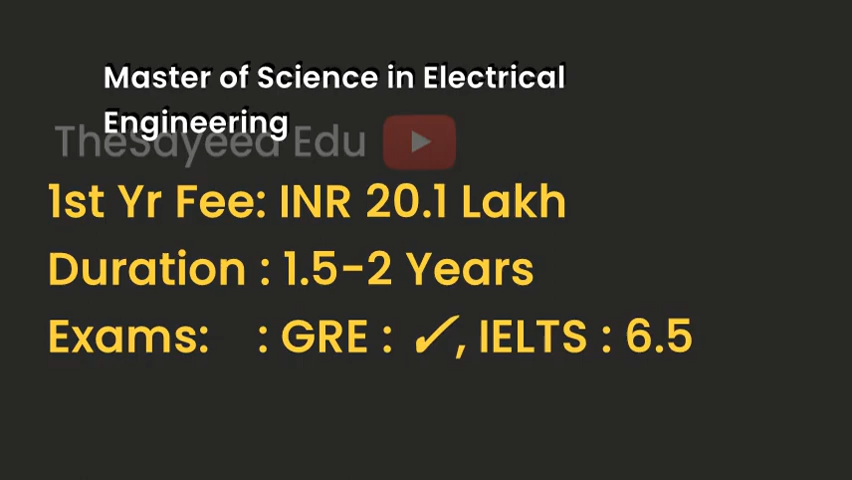 Master of Science in Electrical
Engineering
TheSayeed Edu
1st Yr Fee: INR 20.1 Lakh
Duration : 1.5-2 Years
Exams: : GRE : ✓, IELTS : 6.5